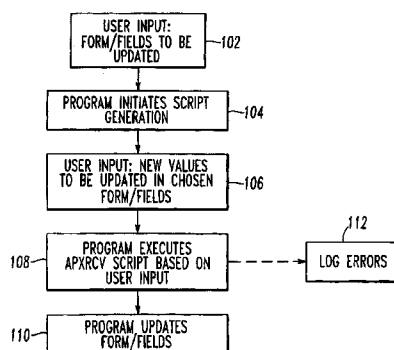 USER INPUT:
FORM/FIELDS TO BE
UPDATED
102
PROGRAM INITIATES SCRIPT
GENERATION
104
USER INPUT: NEW VALUES
TO BE UPDATED IN CHOSEN
FORM/FIELDS
106
108
PROGRAM EXECUTES
APXRCV SCRIPT BASED ON
USER INPUT
112
LOG ERRORS
110
PROGRAM UPDATES
FORM/FIELDS